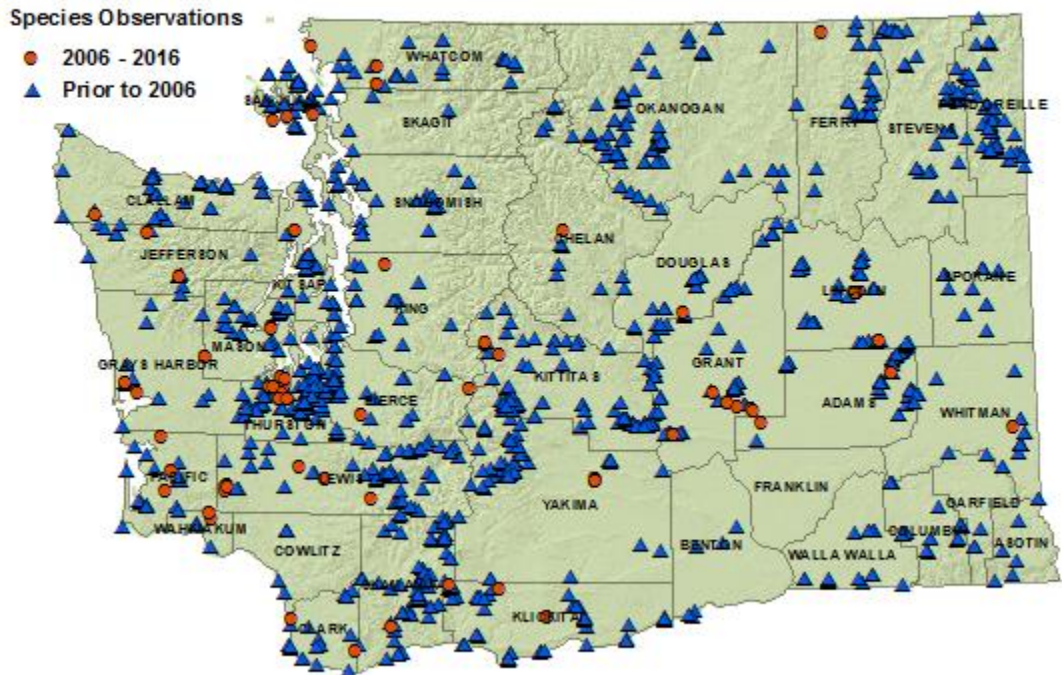 Species Observations
2006 - 2016
Prior to 2006
WHATCOM
OKANOGAN
FERRY
STEVENS
SKAGIT
CLALLAM
SNOHOMISH
CHELAN
JEFFERSON
DOUGLAS
KITSAP
SPOKANE
LINCOLN
KING
MASON
GRAYS HARBOR
GRANT
KITTITAS
PIERCE
ADAMS
WHITMAN
THURSTON
PACIFIC
LEWIS
YAKIMA
FRANKLIN
GARFIELD
WAHKIAKUM
COWLITZ
BENTON
COLUMBIA
WALLA WALLA
ASOTIN
KLICKITAT
CLARK